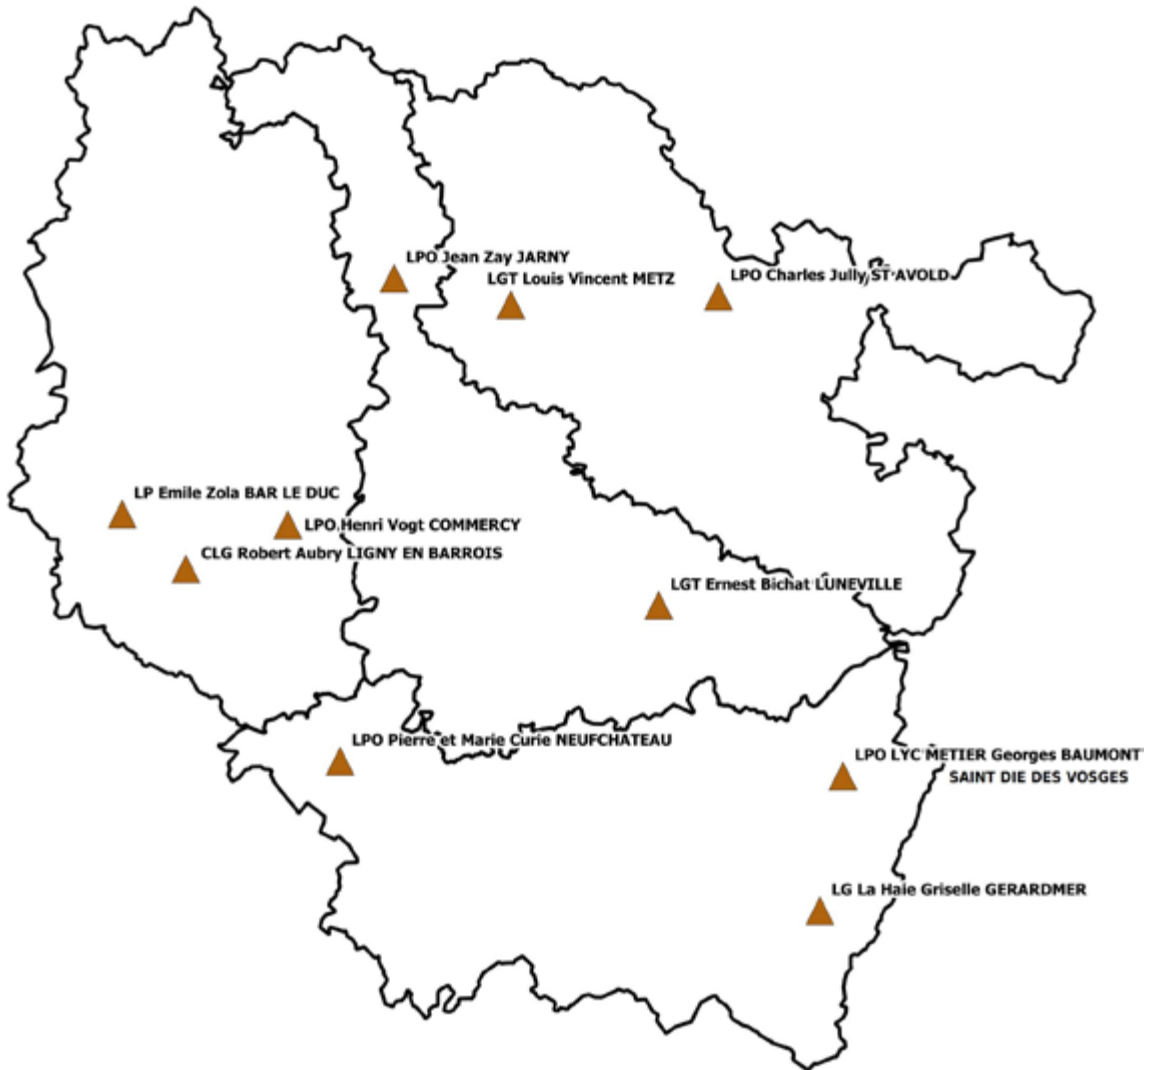 LPO Jean Zay JARNY
LGT Louis Vincent METZ
LPO Charles Jully ST AVOLD
LP Emile Zola BAR LE DUC
LPO Henri Vogt COMMERCY
CLG Robert Aubry LIGNY EN BARROIS
LGT Ernest Bichat LUNEVILLE
LPO Pierre et Marie Curie NEUFCHATEAU
LPO LYC METIER Georges BAUMONT
SAINT DIE DES VOSGES
LG La Haie Griselle GERARDMER